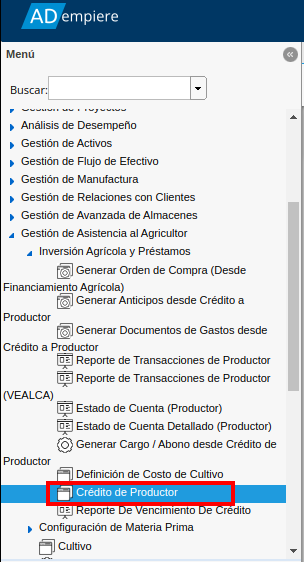 ADempiere
Menú
Buscar:
Gestión de Proyectos
Análisis de Desempeño
Gestión de Activos
Gestión de Flujo de Efectivo
Gestión de Manufactura
Gestión de Relaciones con Clientes
Gestión de Avanzada de Almacenes
Gestión de Asistencia al Agricultor
Inversión Agrícola y Préstamos
Generar Orden de Compra (Desde
Financiamiento Agrícola)
Generar Anticipos desde Crédito a
Productor
Generar Documentos de Gastos desde
Crédito a Productor
Reporte de Transacciones de Productor
Reporte de Transacciones de Productor
(VEALCA)
Estado de Cuenta (Productor)
Estado de Cuenta Detallado (Productor)
Generar Cargo / Abono desde Crédito de
Productor
Definición de Costo de Cultivo
Crédito de Productor
Reporte De Vencimiento De Crédito
Configuración de Materia Prima
Cultivo